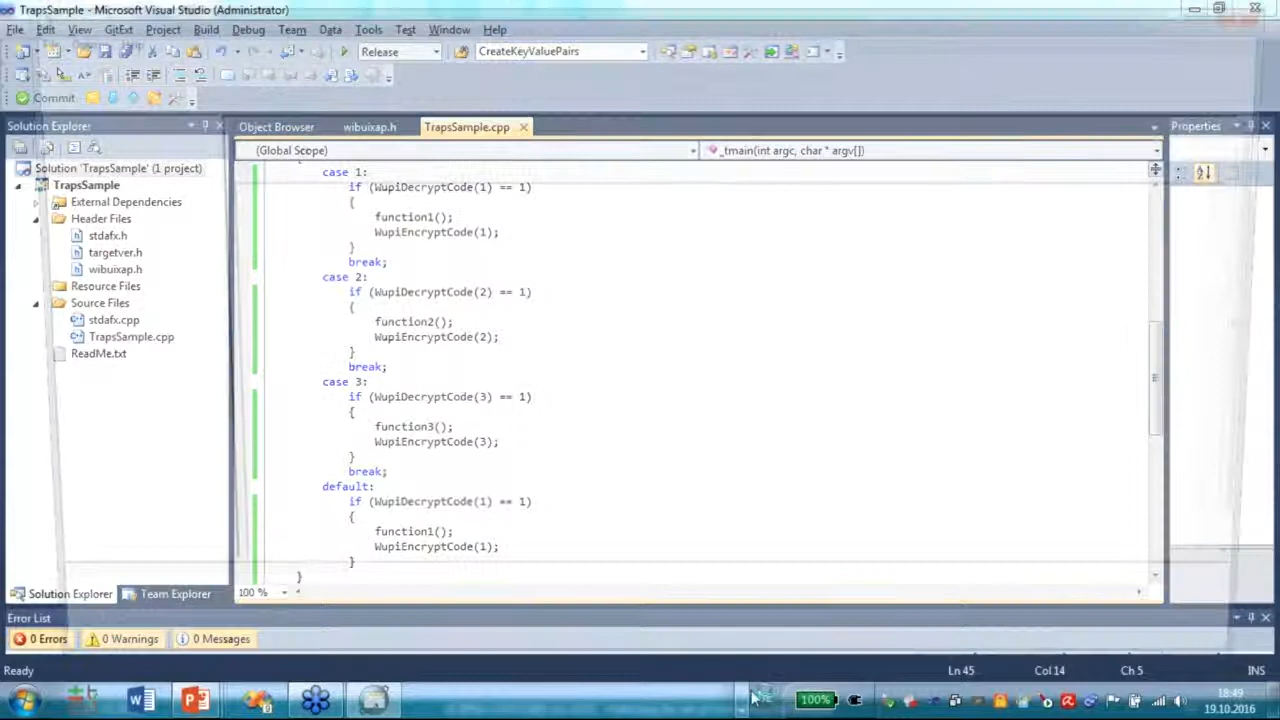 TrapsSample - Microsoft Visual Studio (Administrator)
File Edit View GitExt Project Build Debug Team Data Tools Test Window Help
Release CreateKeyValuePairs
Commit
Solution Explorer Object Browser wibuixap.h TrapsSample.cpp Properties
(Global Scope) _tmain(int argc, char * argv[])
Solution 'TrapsSample' (1 project)
TrapsSample
External Dependencies
Header Files
stdafx.h
targetver.h
wibuixap.h
Resource Files
Source Files
stdafx.cpp
TrapsSample.cpp
ReadMe.txt
case 1:
if (WupiDecryptCode(1) == 1)
{
function1();
WupiEncryptCode(1);
}
break;
case 2:
if (WupiDecryptCode(2) == 1)
{
function2();
WupiEncryptCode(2);
}
break;
case 3:
if (WupiDecryptCode(3) == 1)
{
function3();
WupiEncryptCode(3);
}
break;
default:
if (WupiDecryptCode(1) == 1)
{
function1();
WupiEncryptCode(1);
}
}
Solution Explorer Team Explorer 100 %
Error List
0 Errors 0 Warnings 0 Messages
Ready Ln 45 Col 14 Ch 5 INS
100% 18:49
19.10.2016